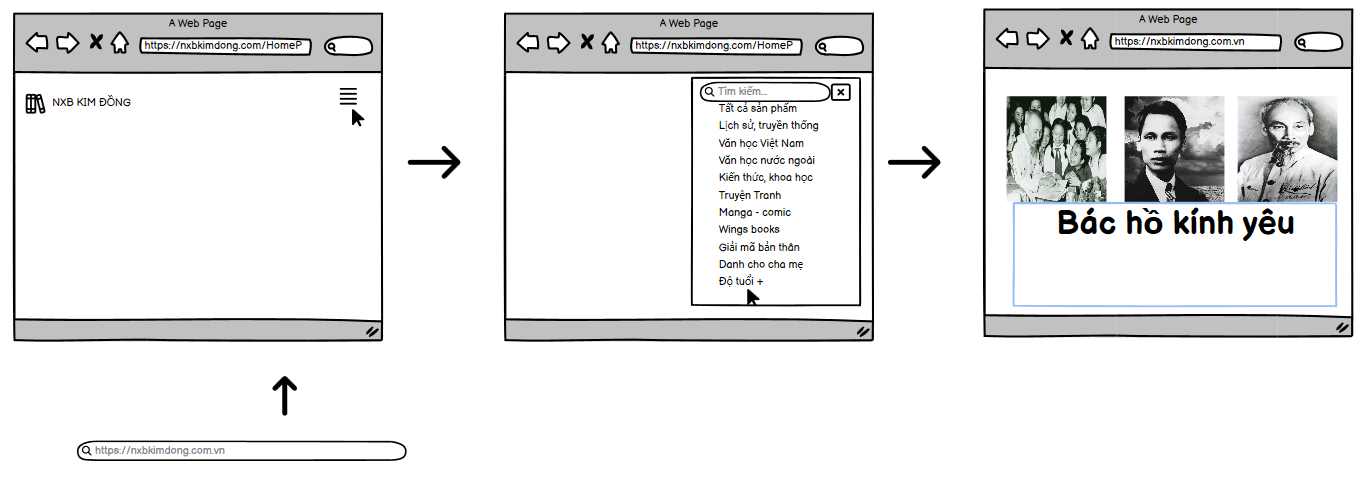 A Web Page
https://nxbkimdong.com/HomeP
NXB KIM ĐỒNG
A Web Page
https://nxbkimdong.com/HomeP
Tìm kiếm...
Tất cả sản phẩm
Lịch sử, truyền thống
Văn học Việt Nam
Văn học nước ngoài
Kiến thức, khoa học
Truyện Tranh
Manga - comic
Wings books
Giải mã bản thân
Danh cho cha mẹ
Độ tuổi +
A Web Page
https://nxbkimdong.com.vn
Bác hồ kính yêu
https://nxbkimdong.com.vn